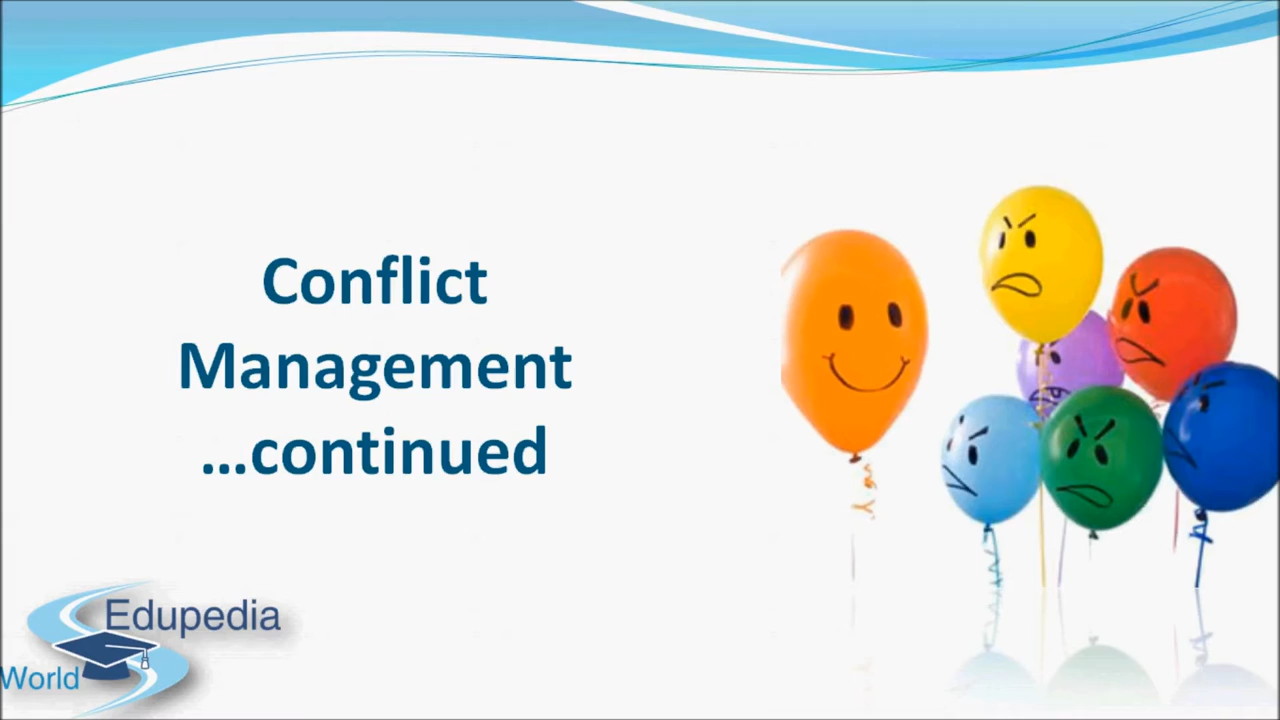 Conflict
Management
...continued
Edupedia
World